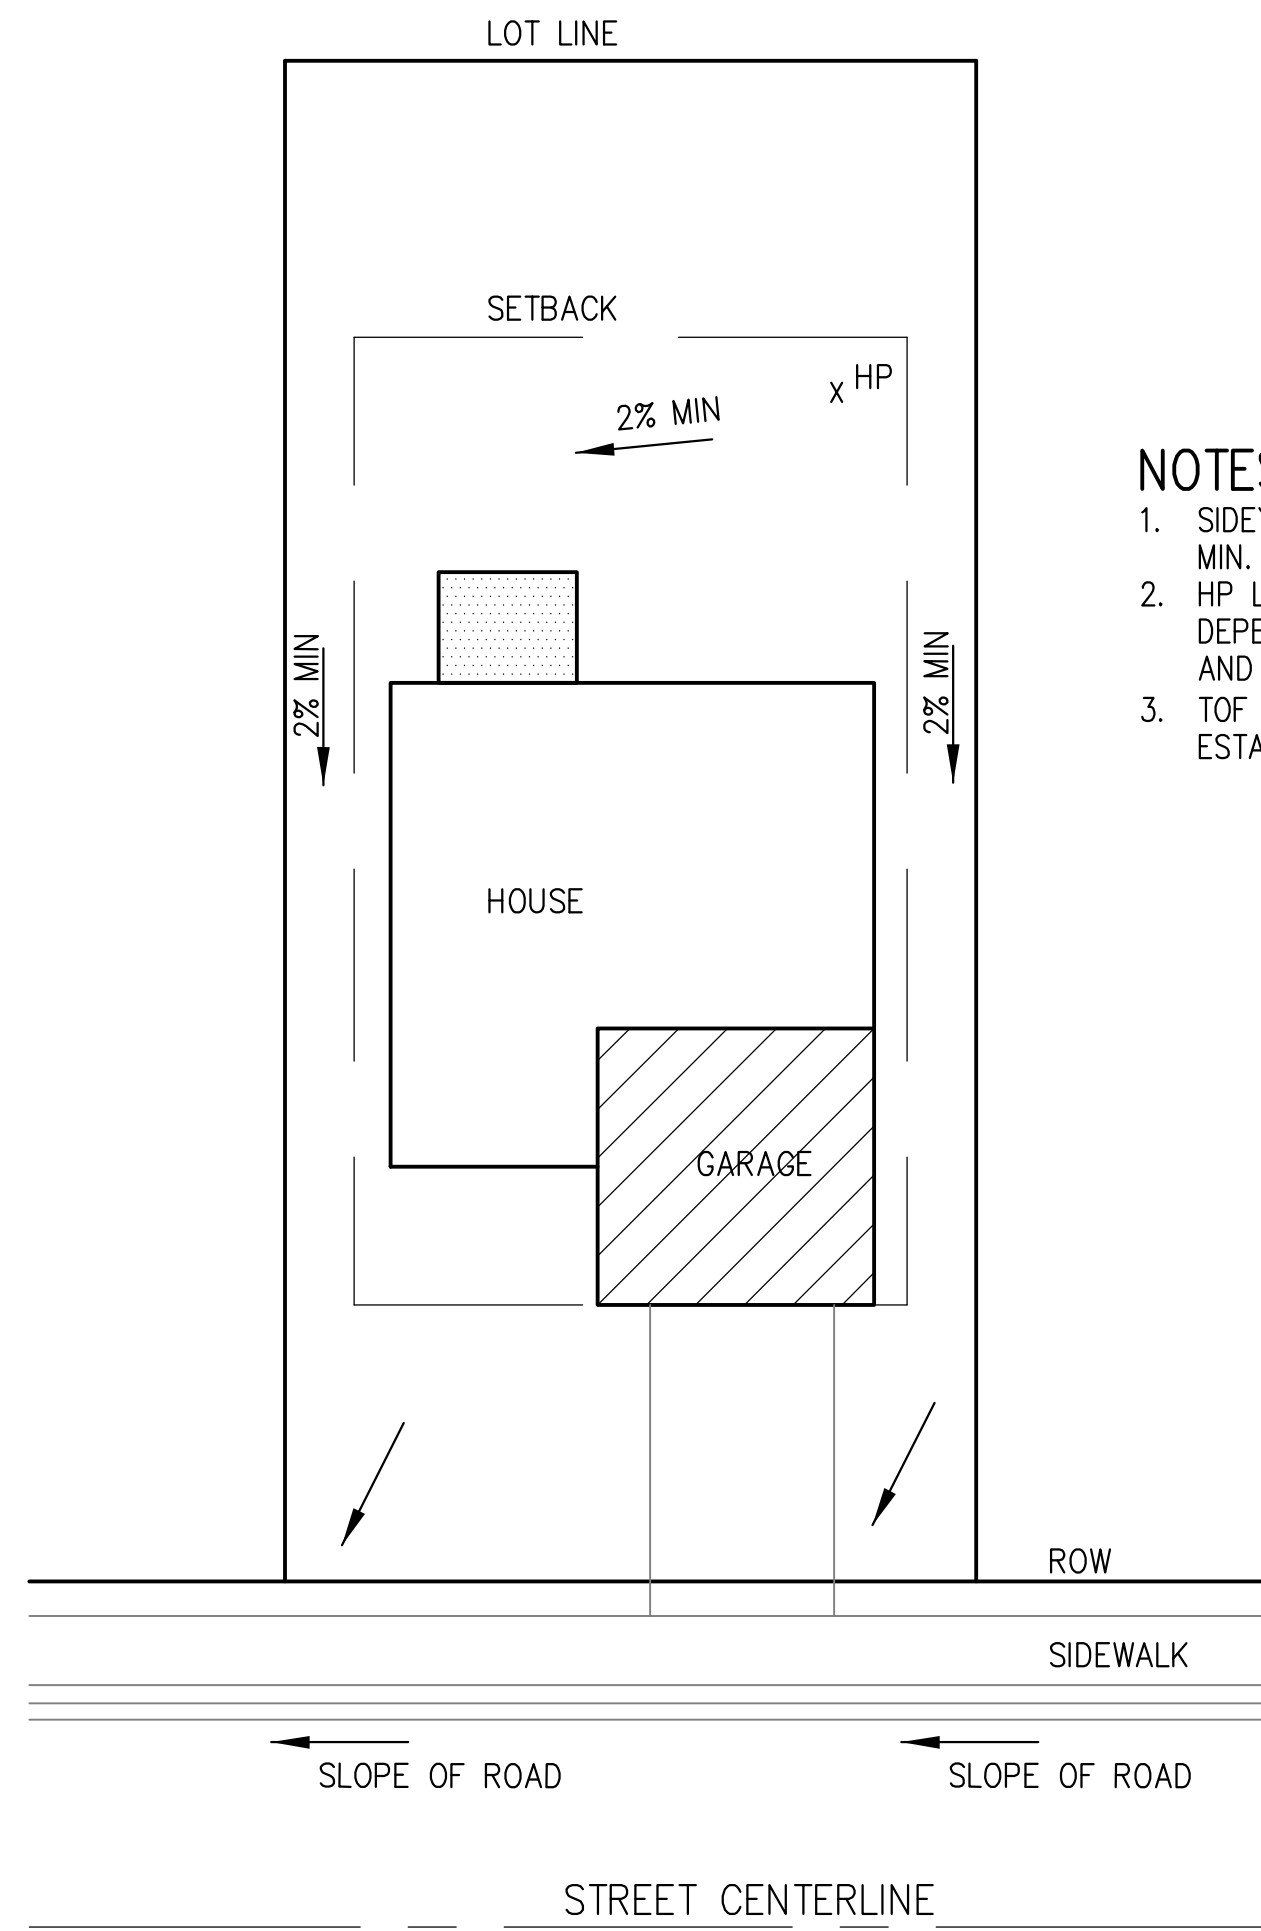 LOT LINE
SETBACK
HP
2% MIN
2% MIN
2% MIN
NOTES
1. 
MIN.
2. HP
AND
3. TOF
HOUSE
GARAGE
ROW
SIDEWALK
SLOPE OF ROAD
SLOPE OF ROAD
STREET CENTERLINE